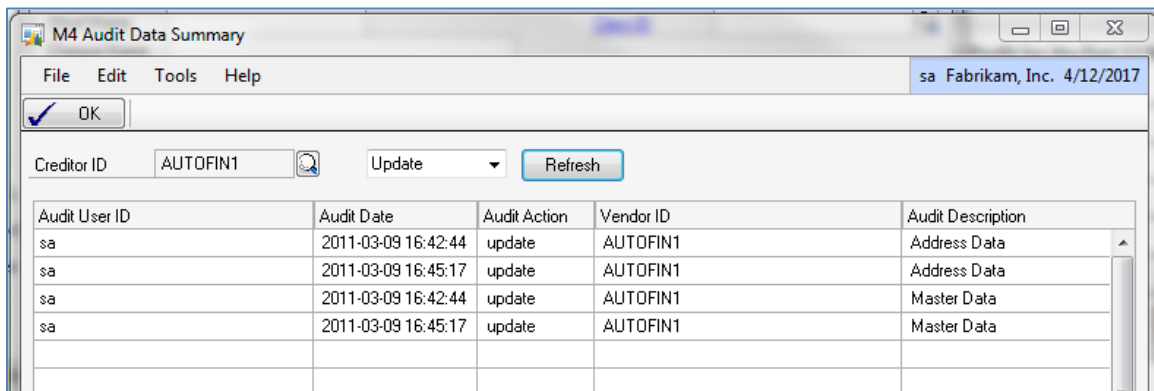 M4 Audit Data Summary
File Edit Tools Help sa Fabrikam, Inc. 4/12/2017
OK
Creditor ID AUTOFIN1 Update Refresh
Audit User ID Audit Date Audit Action Vendor ID Audit Description
sa 2011-03-09 16:42:44 update AUTOFIN1 Address Data
sa 2011-03-09 16:45:17 update AUTOFIN1 Address Data
sa 2011-03-09 16:42:44 update AUTOFIN1 Master Data
sa 2011-03-09 16:45:17 update AUTOFIN1 Master Data